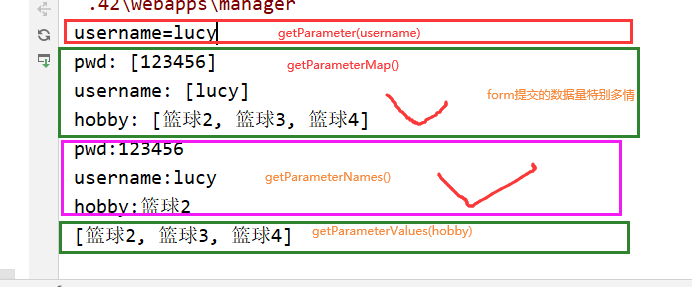 .42\webapps\manager
username=lucy
getParameter(username)
pwd: [123456]
getParameterMap()
username: [lucy]
form提交的数据量特别多情
hobby: [篮球2, 篮球3, 篮球4]
pwd:123456
username:lucy
getParameterNames()
hobby:篮球2
[篮球2, 篮球3, 篮球4]
getParameterValues(hobby)